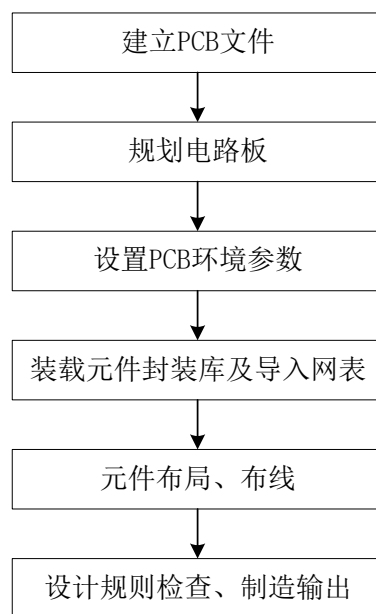 建立PCB文件
规划电路板
设置PCB环境参数
装载元件封装库及导入网表
元件布局、布线
设计规则检查、制造输出